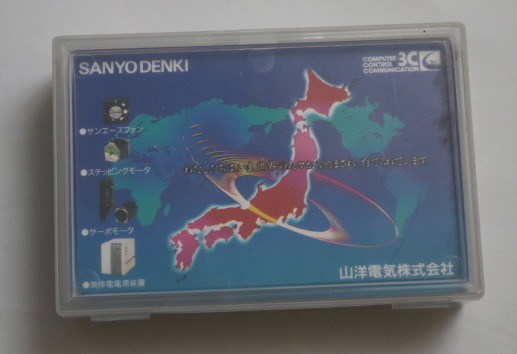 SANYO DENKI
COMPUTER
CONTROL
COMMUNICATION
3C
●サンエースファン
●ステッピングモータ
●サーボモータ
●無停電電源装置
山洋電気株式会社